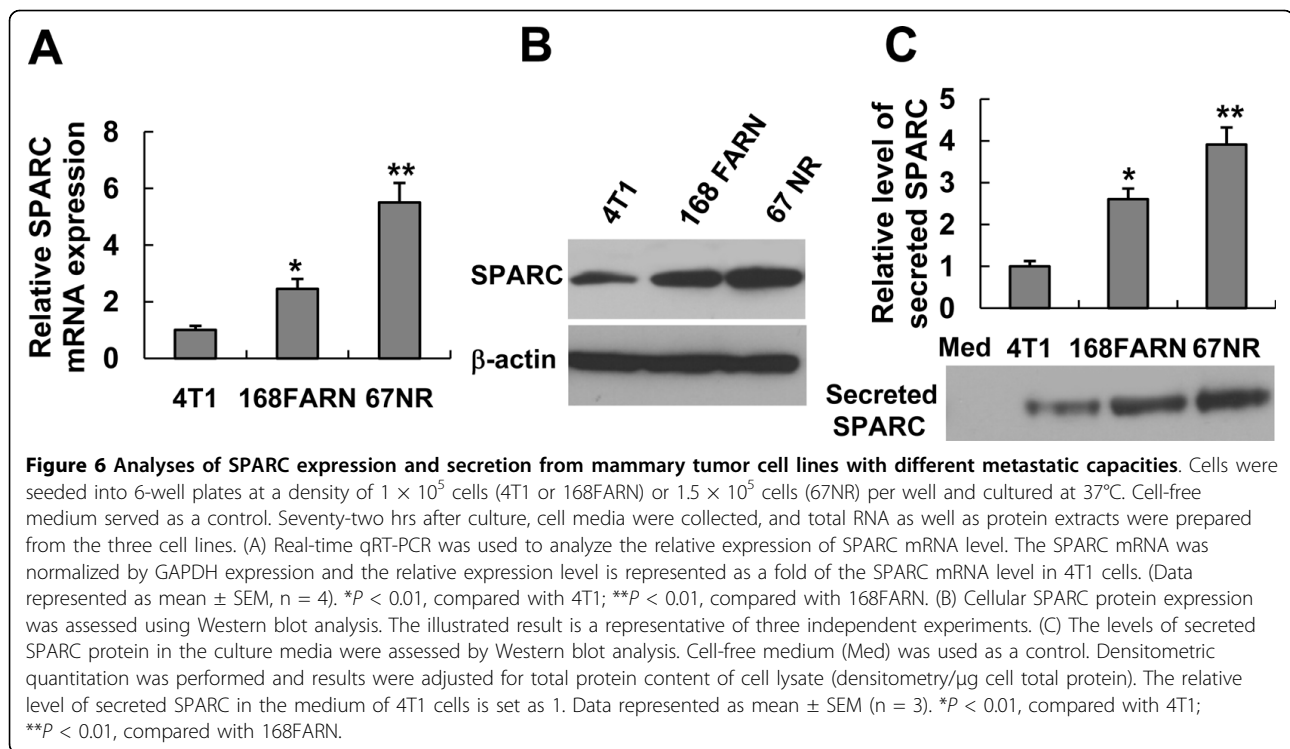 A
B
C
Relative SPARC
mRNA expression
8
6
4
2
0
*
**
4T1 168FARN 67NR
4T1
168 FARN
67 NR
SPARC
β-actin
Relative level of
secreted SPARC
5
4
3
2
1
0
*
**
Med 4T1 168FARN 67NR
Secreted
SPARC
Figure 6 Analyses of SPARC expression and secretion from mammary tumor cell lines with different metastatic capacities. Cells were
seeded into 6-well plates at a density of 1 × 10⁵ cells (4T1 or 168FARN) or 1.5 × 10⁵ cells (67NR) per well and cultured at 37°C. Cell-free
medium served as a control. Seventy-two hrs after culture, cell media were collected, and total RNA as well as protein extracts were prepared
from the three cell lines. (A) Real-time qRT-PCR was used to analyze the relative expression of SPARC mRNA level. The SPARC mRNA was
normalized by GAPDH expression and the relative expression level is represented as a fold of the SPARC mRNA level in 4T1 cells. (Data
represented as mean ± SEM, n = 4). *P < 0.01, compared with 4T1; **P < 0.01, compared with 168FARN. (B) Cellular SPARC protein expression
was assessed using Western blot analysis. The illustrated result is a representative of three independent experiments. (C) The levels of secreted
SPARC protein in the culture media were assessed by Western blot analysis. Cell-free medium (Med) was used as a control. Densitometric
quantitation was performed and results were adjusted for total protein content of cell lysate (densitometry/μg cell total protein). The relative
level of secreted SPARC in the medium of 4T1 cells is set as 1. Data represented as mean ± SEM (n = 3). *P < 0.01, compared with 4T1;
**P < 0.01, compared with 168FARN.